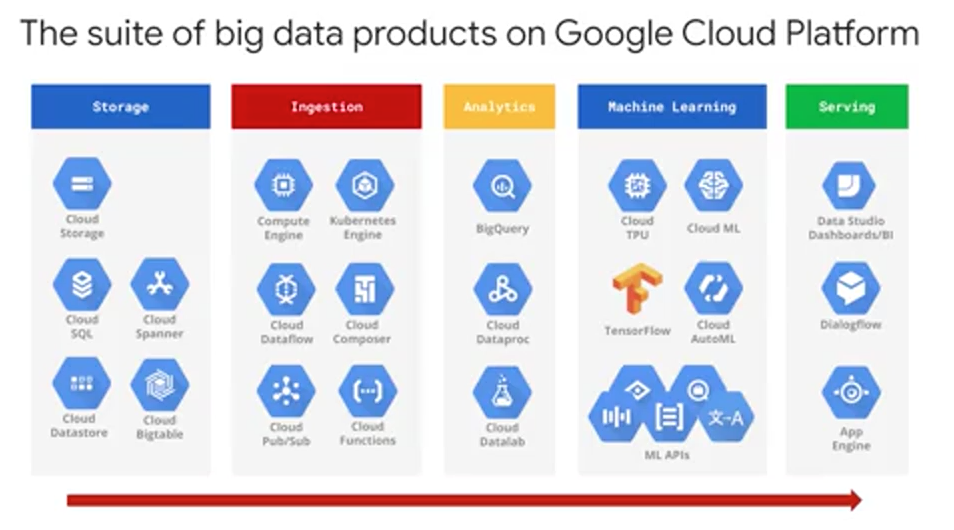 The suite of big data products on Google Cloud Platform
Storage
Cloud
Storage
Cloud
SQL
Cloud
Spanner
Cloud
Datastore
Cloud
Bigtable
Ingestion
Compute
Engine
Kubernetes
Engine
Cloud
Dataflow
Cloud
Composer
Cloud
Pub/Sub
Cloud
Functions
Analytics
BigQuery
Cloud
Dataproc
Cloud
Datalab
Machine Learning
Cloud
TPU
Cloud ML
TensorFlow
Cloud
AutoML
文→A
ML APIs
Serving
Data Studio
Dashboards/BI
Dialogflow
App
Engine